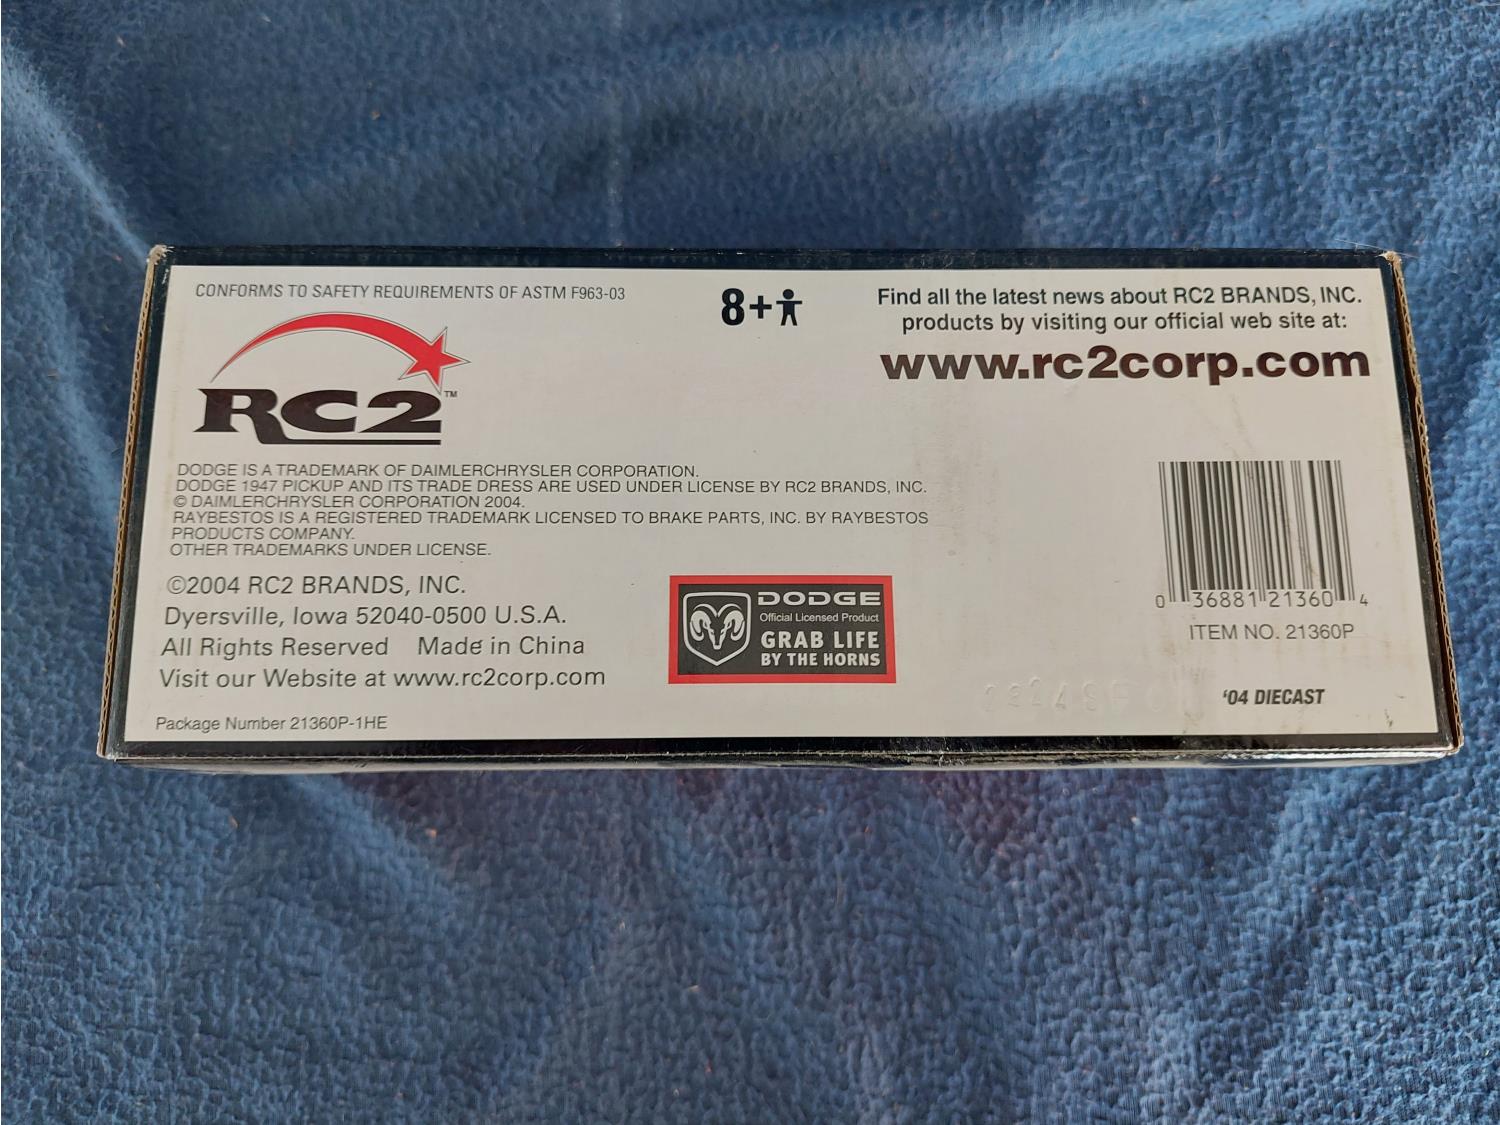 CONFORMS TO SAFETY REQUIREMENTS OF ASTM F963-03
8+
Find all the latest news about RC2 BRANDS, INC.
products by visiting our official web site at:
www.rc2corp.com
RC2™
DODGE IS A TRADEMARK OF DAIMLERCHRYSLER CORPORATION.
DODGE 1947 PICKUP AND ITS TRADE DRESS ARE USED UNDER LICENSE BY RC2 BRANDS, INC.
© DAIMLERCHRYSLER CORPORATION 2004.
RAYBESTOS IS A REGISTERED TRADEMARK LICENSED TO BRAKE PARTS, INC. BY RAYBESTOS
PRODUCTS COMPANY.
OTHER TRADEMARKS UNDER LICENSE.
©2004 RC2 BRANDS, INC.
Dyersville, Iowa 52040-0500 U.S.A.
All Rights Reserved Made in China
Visit our Website at www.rc2corp.com
Package Number 21360P-1HE
DODGE
Official Licensed Product
GRAB LIFE
BY THE HORNS
0 36881 21360 4
ITEM NO. 21360P
'04 DIECAST